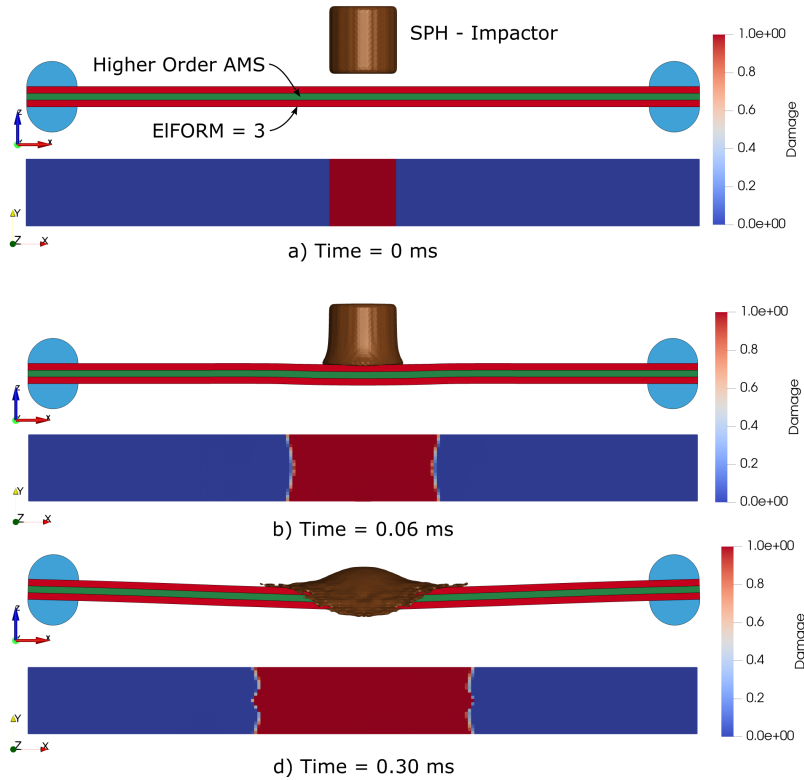 SPH - Impactor
Higher Order AMS
ElFORM = 3
Z
X
1.0e+00
0.8
0.6
0.4
0.2
0.0e+00
Damage
Y
Z
X
a) Time = 0 ms
Z
X
1.0e+00
0.8
0.6
0.4
0.2
0.0e+00
Damage
Y
Z
X
b) Time = 0.06 ms
Z
X
1.0e+00
0.8
0.6
0.4
0.2
0.0e+00
Damage
Y
Z
X
d) Time = 0.30 ms